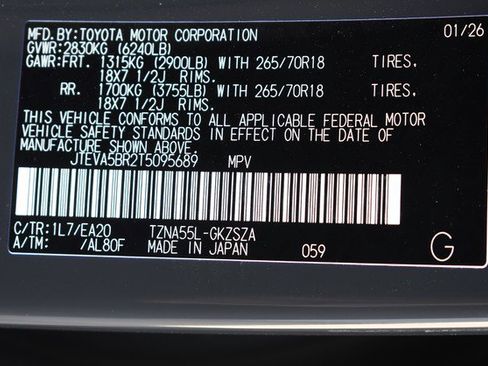 MFD.BY:TOYOTA MOTOR CORPORATION 01/26
GVWR:2830KG (6240LB)
GAWR:FRT. 1315KG (2900LB) WITH 265/70R18 TIRES.
18X7 1/2J RIMS.
RR. 1700KG (3755LB) WITH 265/70R18 TIRES.
18X7 1/2J RIMS.
THIS VEHICLE CONFORMS TO ALL APPLICABLE FEDERAL MOTOR
VEHICLE SAFETY STANDARDS IN EFFECT ON THE DATE OF
MANUFACTURE SHOWN ABOVE.
JTEVA5BR2T5095689 MPV
C/TR:1L7/EA20 TZNA55L-GKZSZA
A/TM: /AL80F MADE IN JAPAN 059 G